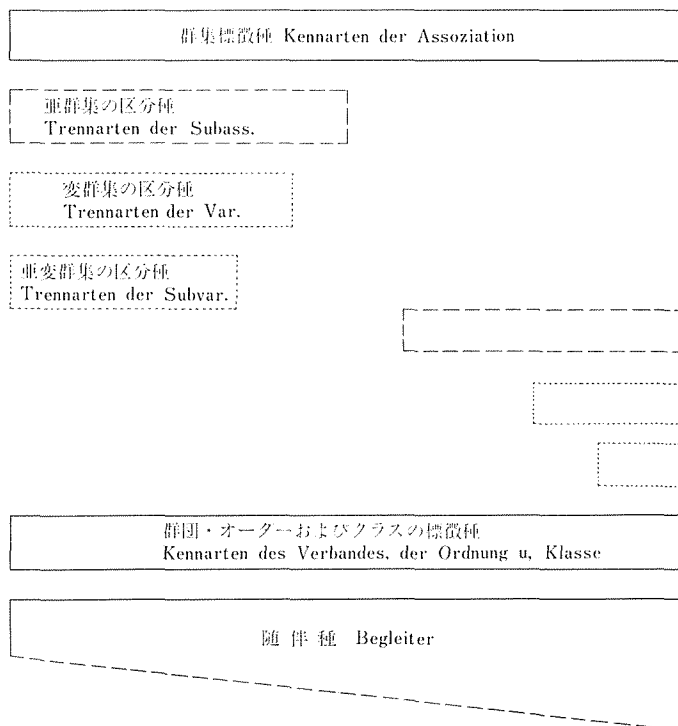 群集標徴種 Kennarten der Assoziation
亜群集の区分種
Trennarten der Subass.
変群集の区分種
Trennarten der Var.
亜変群集の区分種
Trennarten der Subvar.
群団・オーダーおよびクラスの標徴種
Kennarten des Verbandes, der Ordnung u, Klasse
随伴種 Begleiter